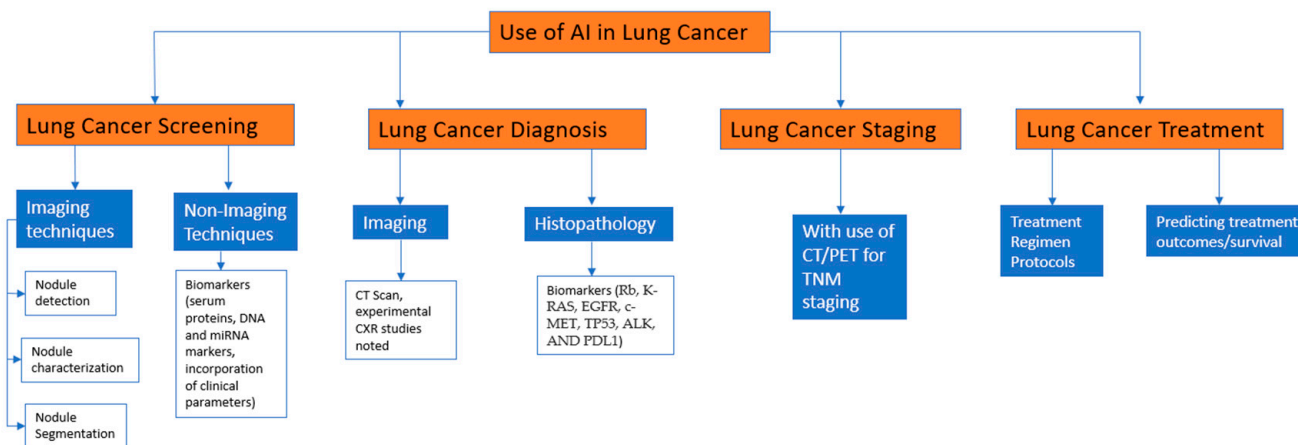 Use of AI in Lung Cancer
Lung Cancer Screening
Lung Cancer Diagnosis
Lung Cancer Staging
Lung Cancer Treatment
Imaging
techniques
Non-Imaging
Techniques
Imaging
Histopathology
With use of
CT/PET for
TNM
staging
Treatment
Regimen
Protocols
Predicting treatment
outcomes/survival
Nodule
detection
Nodule
characterization
Nodule
Segmentation
Biomarkers
(serum
proteins, DNA
and miRNA
markers,
incorporation
of clinical
parameters)
CT Scan,
experimental
CXR studies
noted
Biomarkers (Rb, K-
RAS, EGFR, c-
MET, TP53, ALK,
AND PDL1)